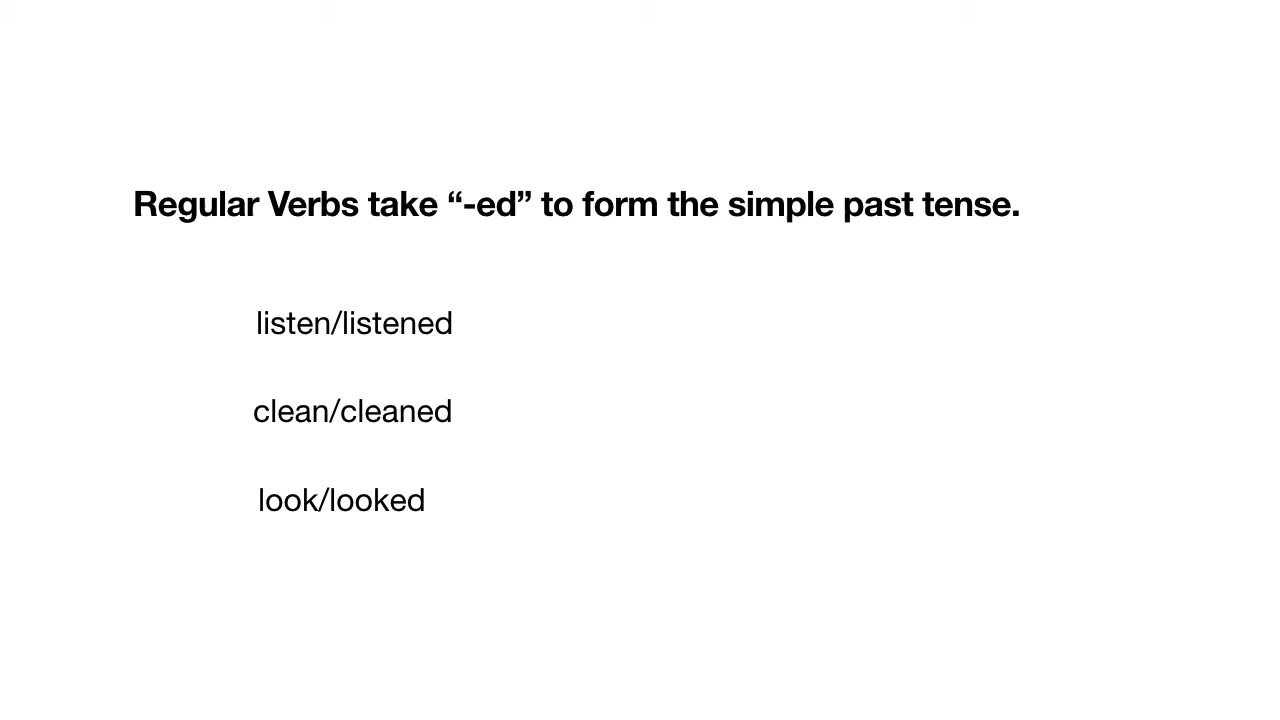 Regular Verbs take “-ed” to form the simple past tense.
listen/listened
clean/cleaned
look/looked